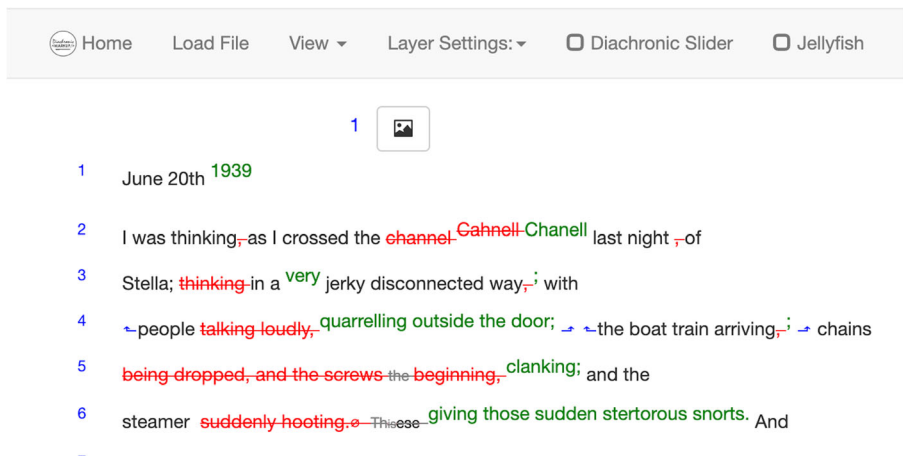 Home Load File View Layer Settings: Diachronic Slider Jellyfish
1
1 June 20th 1939
2 I was thinking, as I crossed the channel Cahnell Chanell last night , of
3 Stella; thinking in a very jerky disconnected way, ; with
4 people talking loudly, quarrelling outside the door; the boat train arriving, ; chains
5 being dropped, and the screws the beginning, clanking; and the
6 steamer suddenly hooting.ø Thisese giving those sudden stertorous snorts. And